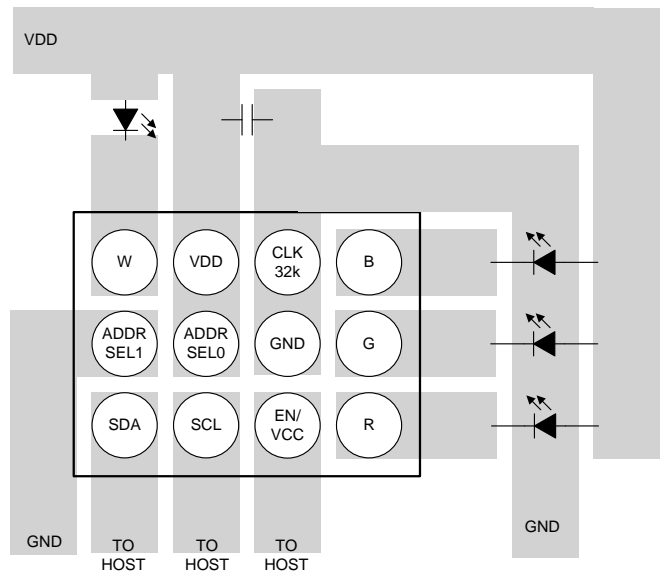 VDD
W
VDD
CLK
32k
B
ADDR
SEL1
ADDR
SEL0
GND
G
SDA
SCL
EN/
VCC
R
GND
TO
HOST
TO
HOST
TO
HOST
GND